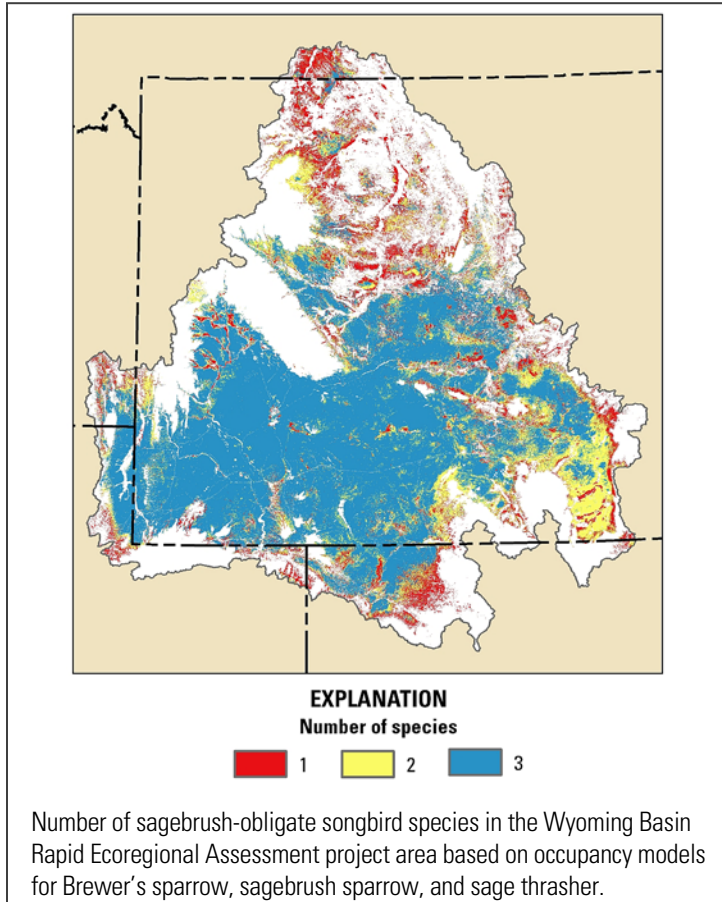 EXPLANATION
Number of species
1 2 3
Number of sagebrush-obligate songbird species in the Wyoming Basin
Rapid Ecoregional Assessment project area based on occupancy models
for Brewer’s sparrow, sagebrush sparrow, and sage thrasher.